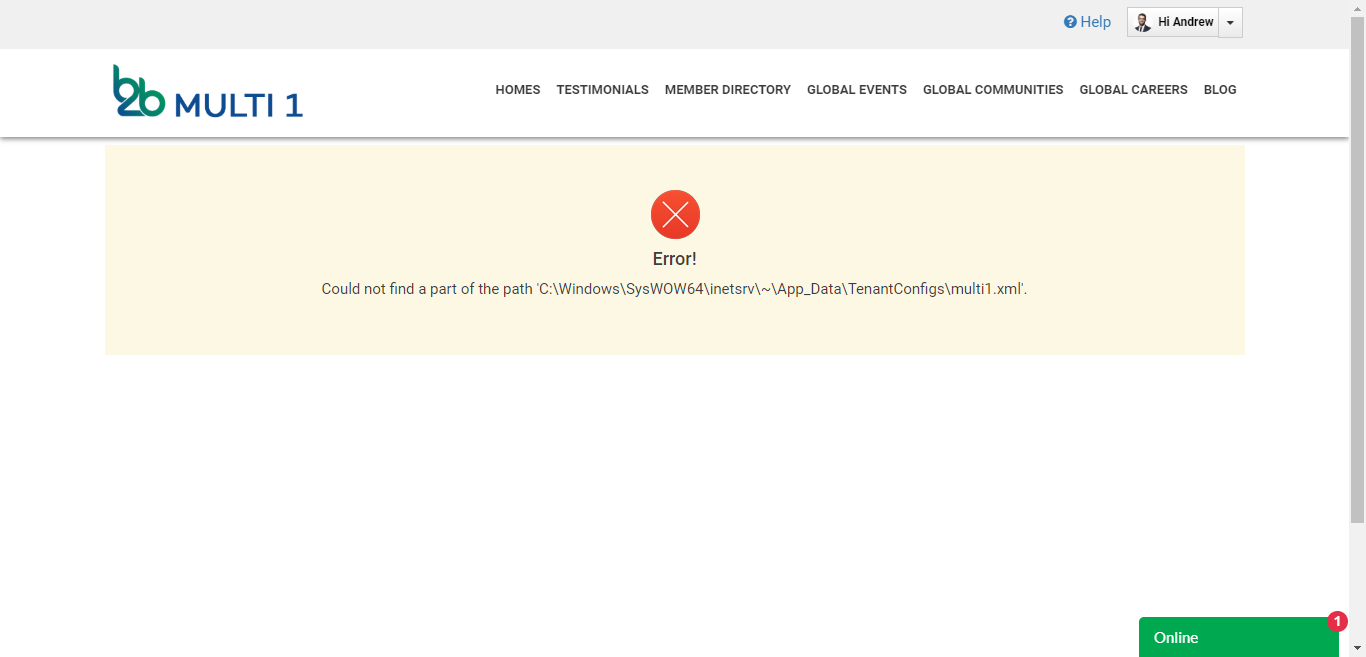 Help
Hi Andrew
b2b MULTI 1
HOMES TESTIMONIALS MEMBER DIRECTORY GLOBAL EVENTS GLOBAL COMMUNITIES GLOBAL CAREERS BLOG
Error!
Could not find a part of the path 'C:\Windows\SysWOW64\inetsrv\~\App_Data\TenantConfigs\multi1.xml'.
1
Online